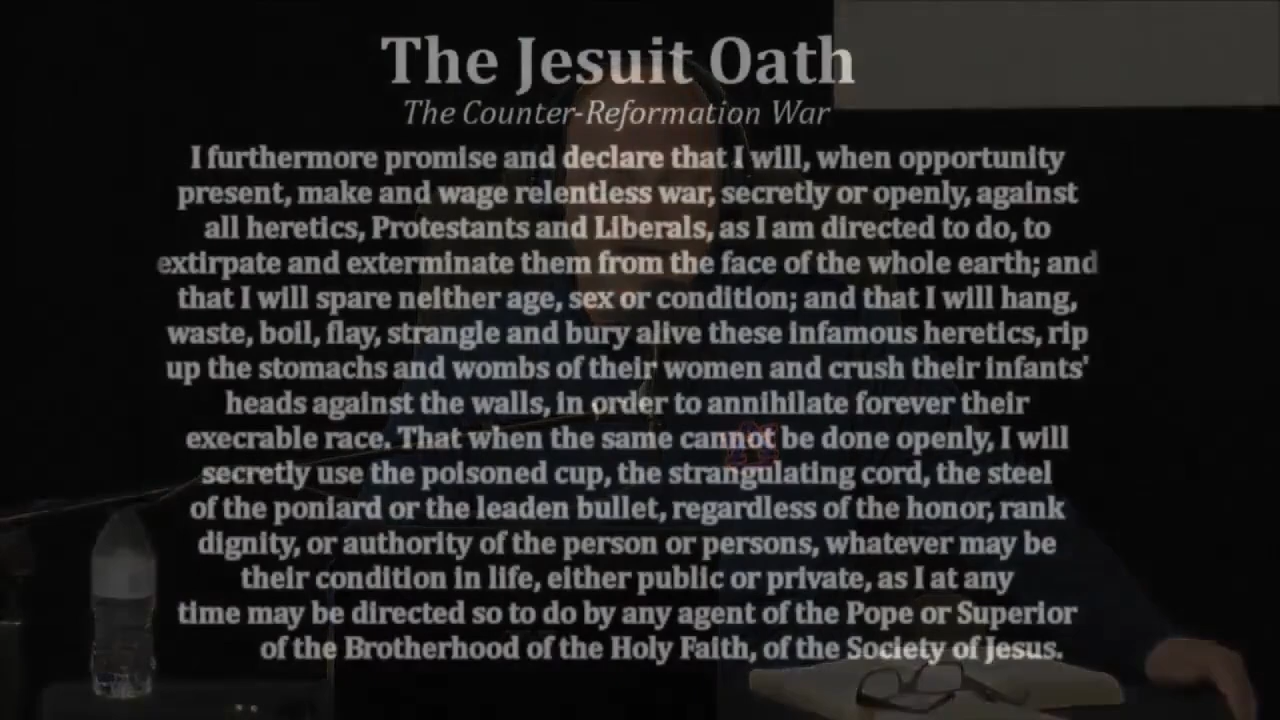 The Jesuit Oath
The Counter-Reformation War
I furthermore promise and declare that I will, when opportunity
present, make and wage relentless war, secretly or openly, against
all heretics, Protestants and Liberals, as I am directed to do, to
extirpate and exterminate them from the face of the whole earth; and
that I will spare neither age, sex or condition; and that I will hang,
waste, boil, flay, strangle and bury alive these infamous heretics, rip
up the stomachs and wombs of their women and crush their infants'
heads against the walls, in order to annihilate forever their
execrable race. That when the same cannot be done openly, I will
secretly use the poisoned cup, the strangulating cord, the steel
of the poniard or the leaden bullet, regardless of the honor, rank
dignity, or authority of the person or persons, whatever may be
their condition in life, either public or private, as I at any
time may be directed so to do by any agent of the Pope or Superior
of the Brotherhood of the Holy Faith, of the Society of Jesus.